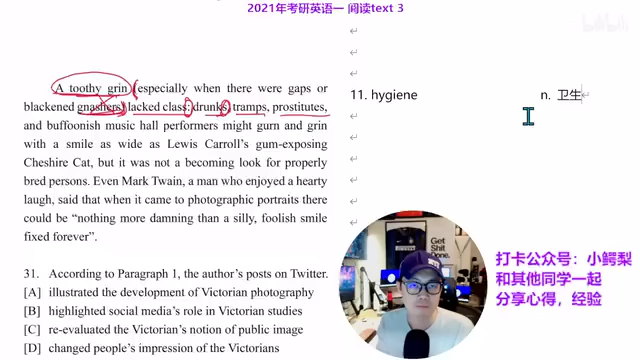 2021年考研英语一 阅读text 3
bilibili
A toothy grin (especially when there were gaps or
blackened gnashers) lacked class: drunks, tramps, prostitutes,
and buffoonish music hall performers might gurn and grin
with a smile as wide as Lewis Carroll's gum-exposing
Cheshire Cat, but it was not a becoming look for properly
bred persons. Even Mark Twain, a man who enjoyed a hearty
laugh, said that when it came to photographic portraits there
could be “nothing more damning than a silly, foolish smile
fixed forever”.
31. According to Paragraph 1, the author's posts on Twitter.
[A] illustrated the development of Victorian photography
[B] highlighted social media's role in Victorian studies
[C] re-evaluated the Victorian's notion of public image
[D] changed people's impression of the Victorians
11. hygiene n. 卫生
Get
Shit
Done.
打卡公众号：小鳄梨
和其他同学一起
分享心得，经验